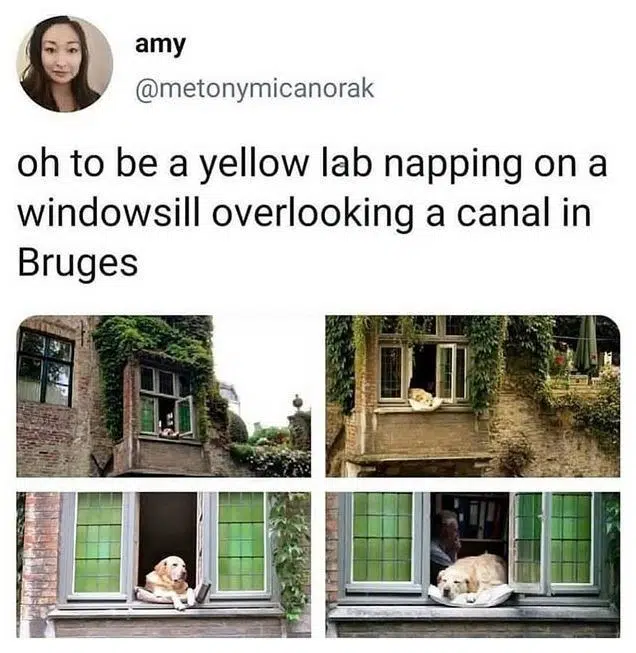 amy
@metonymicanorak
oh to be a yellow lab napping on a
windowsill overlooking a canal in
Bruges